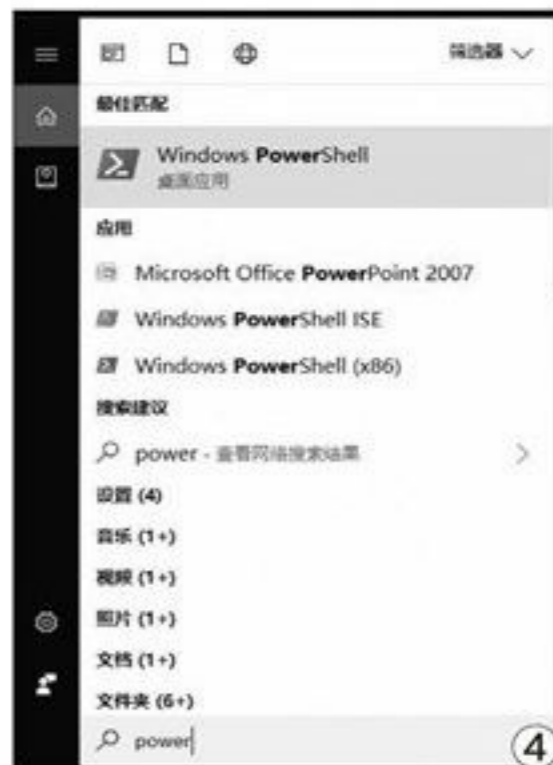 筛选器
最佳匹配
Windows PowerShell
桌面应用
应用
Microsoft Office PowerPoint 2007
Windows PowerShell ISE
Windows PowerShell (x86)
搜索建议
power - 查看网络搜索结果
设置 (4)
音乐 (1+)
视频 (1+)
照片 (1+)
文档 (1+)
文件夹 (6+)
power
④